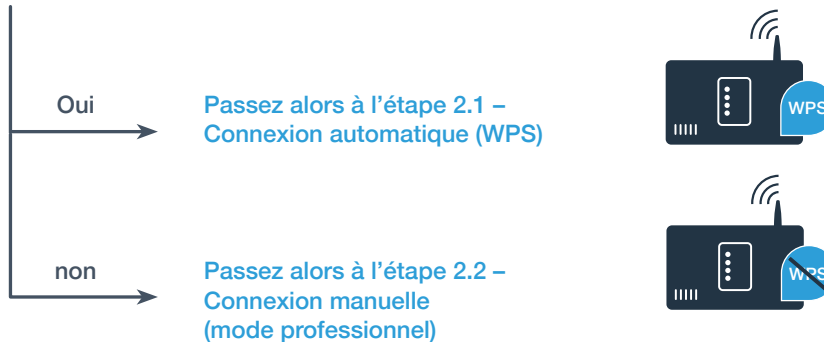 Oui
Passez alors à l'étape 2.1 –
Connexion automatique (WPS)
WPS
non
Passez alors à l'étape 2.2 –
Connexion manuelle
(mode professionnel)
WPS